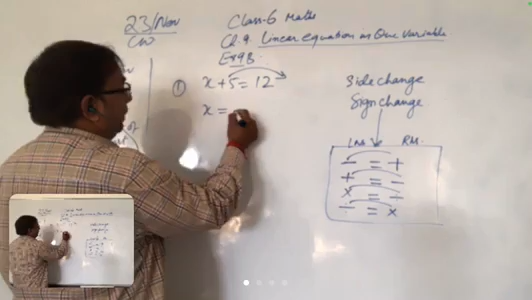 23/Nov
CW
Class-6 Maths
Ch.9 Linear equation in One Variable
Ex 9B
① x + 5 = 12
x =
Side change
Sign change
LHS RHS
- = +
+ = -
× = ÷
÷ = ×